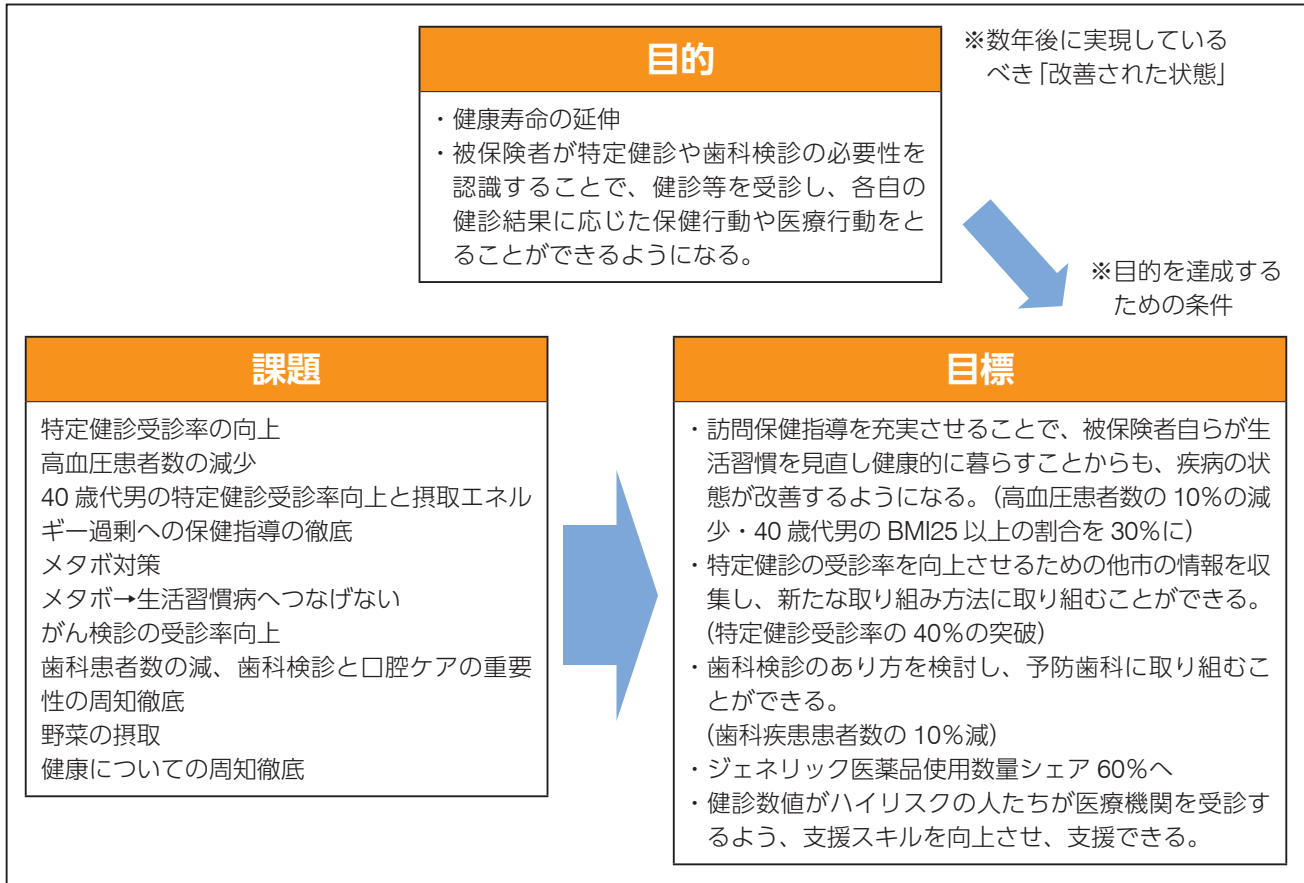 目的
※数年後に実現している
べき「改善された状態」
・健康寿命の延伸
・被保険者が特定健診や歯科検診の必要性を
認識することで、健診等を受診し、各自の
健診結果に応じた保健行動や医療行動をと
ることができるようになる。
※目的を達成する
ための条件
課題
特定健診受診率の向上
高血圧患者数の減少
40 歳代男の特定健診受診率向上と摂取エネル
ギー過剰への保健指導の徹底
メタボ対策
メタボ→生活習慣病へつなげない
がん検診の受診率向上
歯科患者数の減、歯科検診と口腔ケアの重要
性の周知徹底
野菜の摂取
健康についての周知徹底
目標
・訪問保健指導を充実させることで、被保険者自らが生
活習慣を見直し健康的に暮らすことからも、疾病の状
態が改善するようになる。(高血圧患者数の 10%の減
少・40 歳代男の BMI25 以上の割合を 30%に)
・特定健診の受診率を向上させるための他市の情報を収
集し、新たな取り組み方法に取り組むことができる。
(特定健診受診率の 40%の突破)
・歯科検診のあり方を検討し、予防歯科に取り組むこ
とができる。
(歯科疾患患者数の 10%減)
・ジェネリック医薬品使用数量シェア 60%へ
・健診数値がハイリスクの人たちが医療機関を受診す
るよう、支援スキルを向上させ、支援できる。